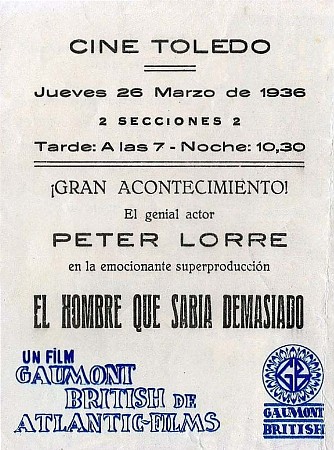 CINE TOLEDO
Jueves 26 Marzo de 1936
2 SECCIONES 2
Tarde: A las 7 - Noche: 10,30
¡GRAN ACONTECIMIENTO!
El genial actor
PETER LORRE
en la emocionante superproducción
EL HOMBRE QUE SABIA DEMASIADO
UN FILM
GAUMONT
BRITISH DE
ATLANTIC-FILMS
GB
GAUMONT
BRITISH